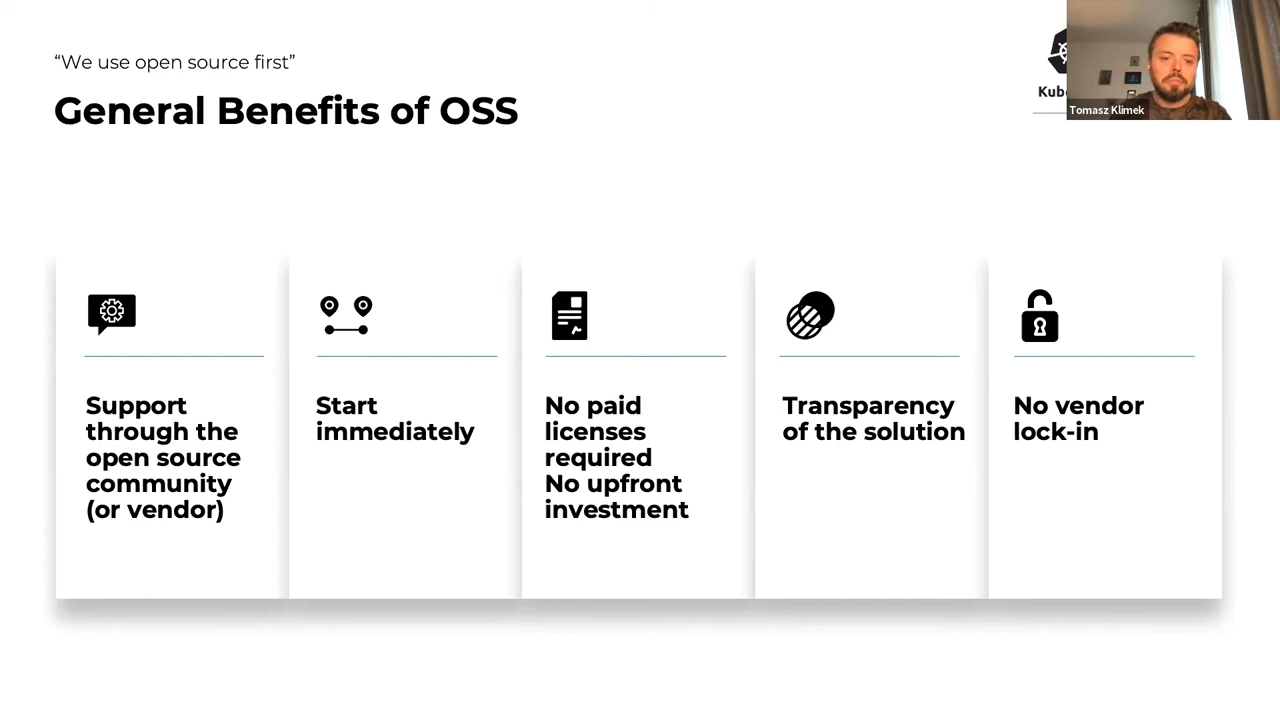 “We use open source first”
General Benefits of OSS
Tomasz Klimek
Support
through the
open source
community
(or vendor)
Start
immediately
No paid
licenses
required
No upfront
investment
Transparency
of the solution
No vendor
lock-in